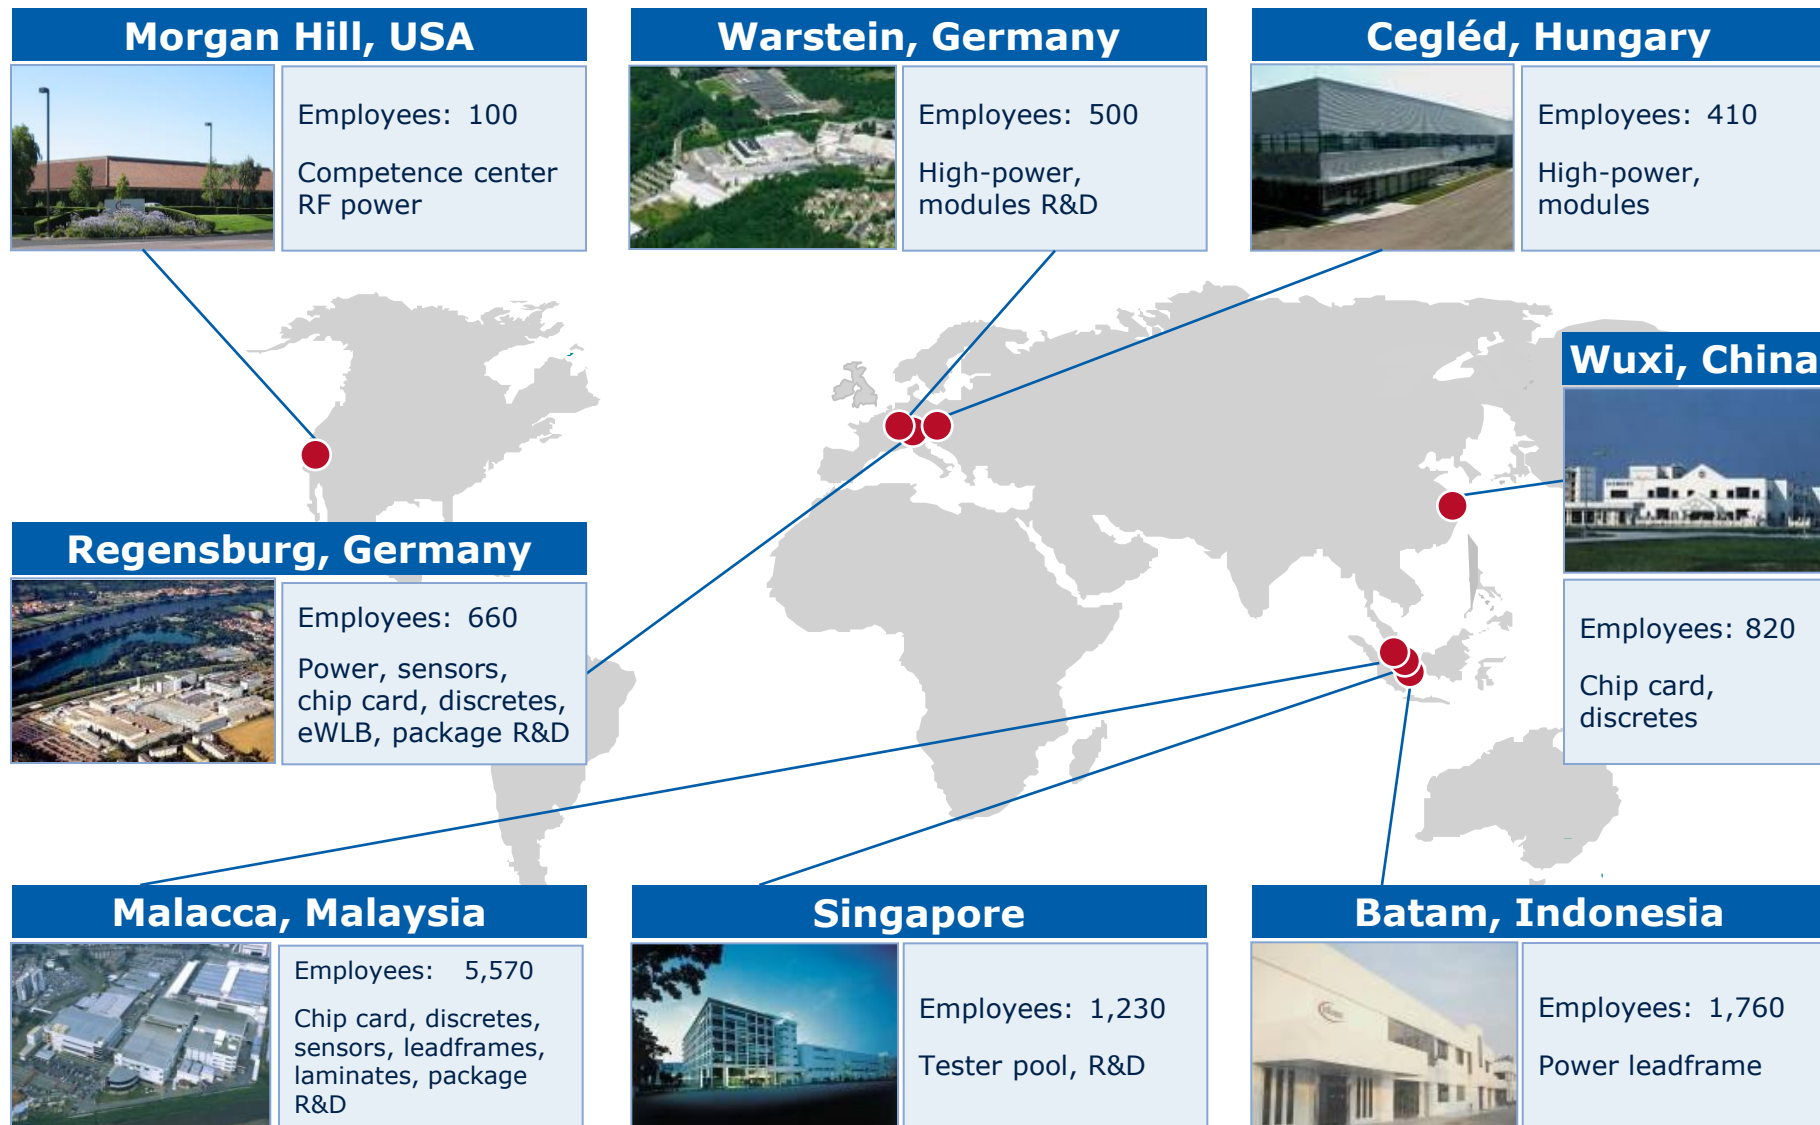 Morgan Hill, USA
Employees: 100
Competence center
RF power
Warstein, Germany
Employees: 500
High-power,
modules R&D
Cegléd, Hungary
Employees: 410
High-power,
modules
Wuxi, China
Employees: 820
Chip card,
discretes
Regensburg, Germany
Employees: 660
Power, sensors,
chip card, discretes,
eWLB, package R&D
Malacca, Malaysia
Employees: 5,570
Chip card, discretes,
sensors, leadframes,
laminates, package
R&D
Singapore
Employees: 1,230
Tester pool, R&D
Batam, Indonesia
Employees: 1,760
Power leadframe